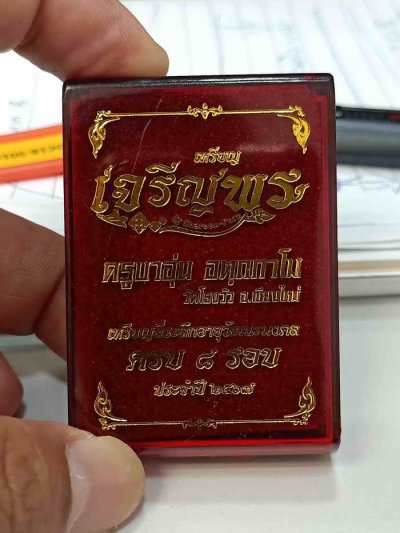 เหรียญ
เจริญพร
Charoen-Porn
ครูบาอุ่น อตฺถกาโม
วัดโรงวัว จ.เชียงใหม่
เหรียญที่ระลึกอายุวัฒนมงคล
ครบ ๘ รอบ
ประจำปี ๒๕๖๗